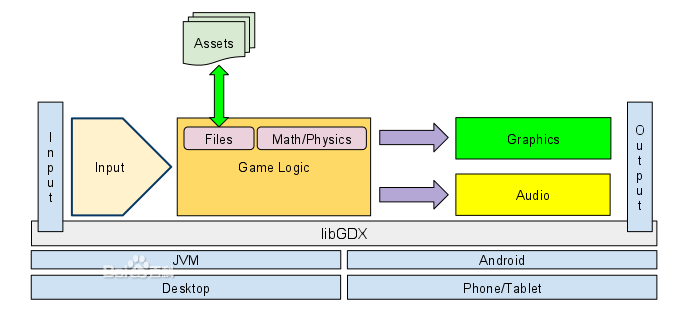 Assets
Input
Input
Files
Math/Physics
Game Logic
Graphics
Audio
Output
libGDX
JVM
Android
Desktop
Phone/Tablet